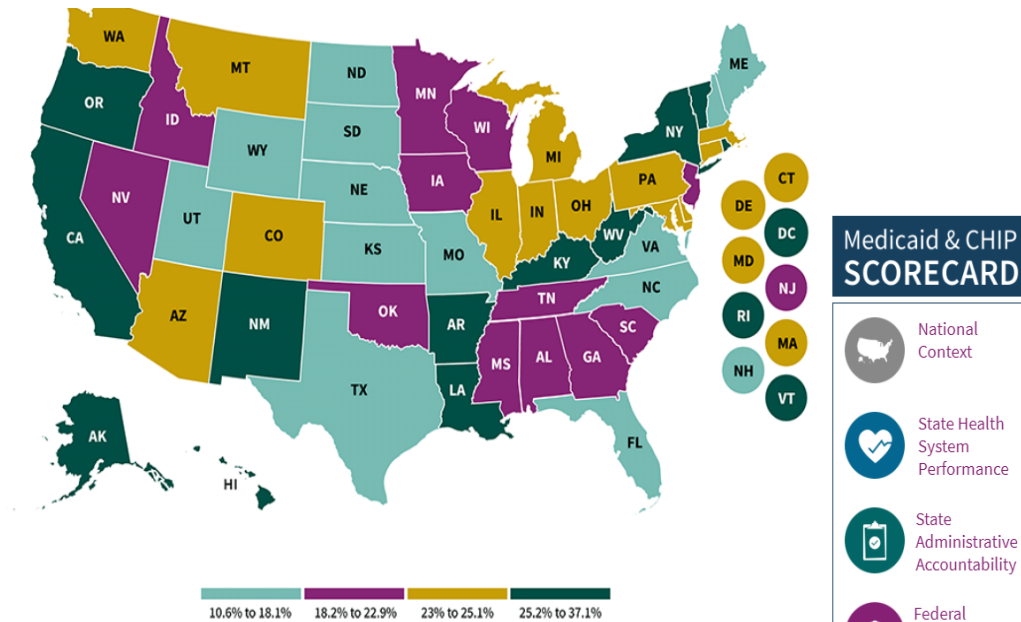 WA
MT
ND
ME
OR
ID
MN
SD
WI
NY
WY
MI
NV
UT
NE
IA
PA
CT
DE
CA
CO
IL
IN
OH
WV
VA
DC
KS
MO
KY
MD
NJ
AZ
NM
OK
TN
NC
RI
AR
SC
MA
MS
AL
GA
NH
TX
LA
VT
AK
FL
HI
10.6% to 18.1%
18.2% to 22.9%
23% to 25.1%
25.2% to 37.1%
Medicaid & CHIP
SCORECARD
National
Context
State Health
System
Performance
State
Administrative
Accountability
Federal